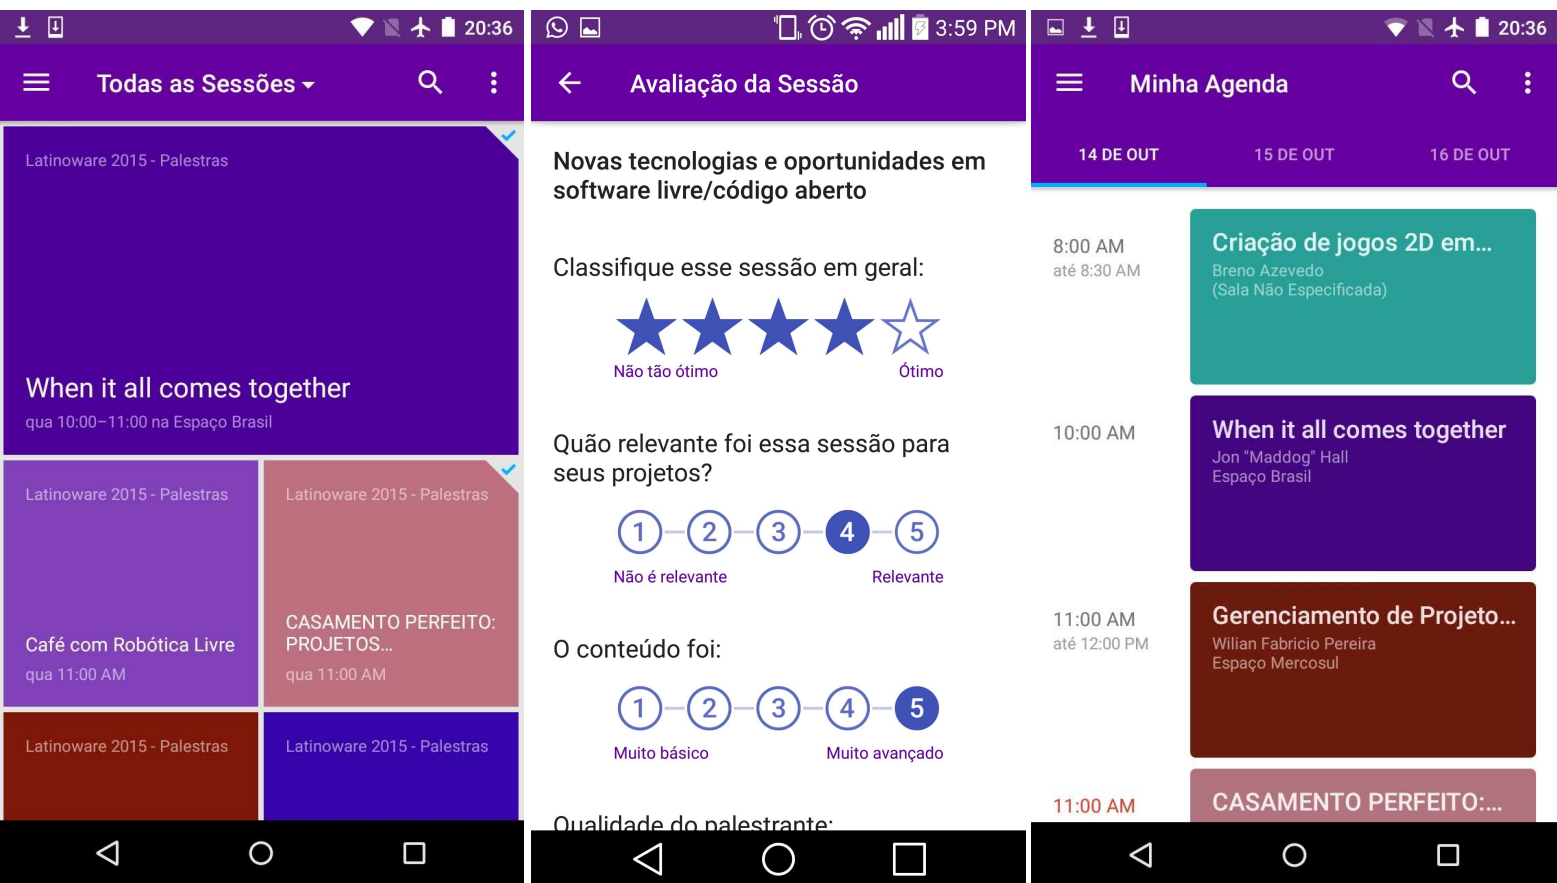 20:36
Todas as Sessões
Latinoware 2015 - Palestras
When it all comes together
qua 10:00–11:00 na Espaço Brasil
Latinoware 2015 - Palestras
Café com Robótica Livre
qua 11:00 AM
Latinoware 2015 - Palestras
CASAMENTO PERFEITO:
PROJETOS...
qua 11:00 AM
Latinoware 2015 - Palestras
Latinoware 2015 - Palestras
3:59 PM
Avaliação da Sessão
Novas tecnologias e oportunidades em
software livre/código aberto
Classifique esse sessão em geral:
Não tão ótimo
Ótimo
Quão relevante foi essa sessão para
seus projetos?
1 2 3 4 5
Não é relevante
Relevante
O conteúdo foi:
1 2 3 4 5
Muito básico
Muito avançado
Qualidade do palestrante:
20:36
Minha Agenda
14 DE OUT
15 DE OUT
16 DE OUT
8:00 AM
até 8:30 AM
Criação de jogos 2D em...
Breno Azevedo
(Sala Não Especificada)
10:00 AM
When it all comes together
Jon "Maddog" Hall
Espaço Brasil
11:00 AM
até 12:00 PM
Gerenciamento de Projeto...
Wilian Fabricio Pereira
Espaço Mercosul
11:00 AM
CASAMENTO PERFEITO:...